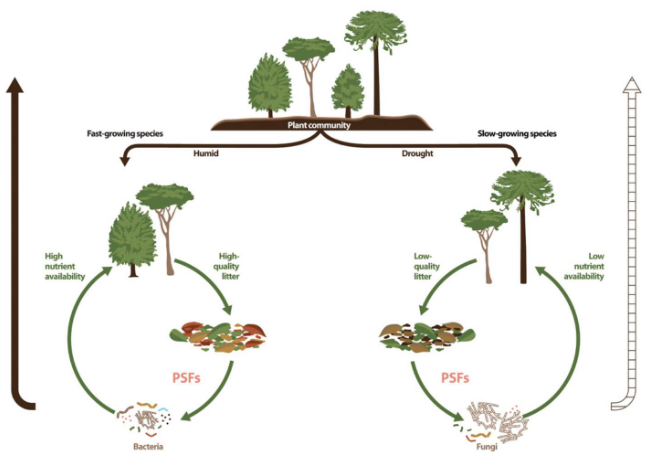 Plant community
Fast-growing species
Slow-growing species
Humid
Drought
High
nutrient
availability
High-
quality
litter
Low-
quality
litter
Low
nutrient
availability
PSFs
PSFs
Bacteria
Fungi